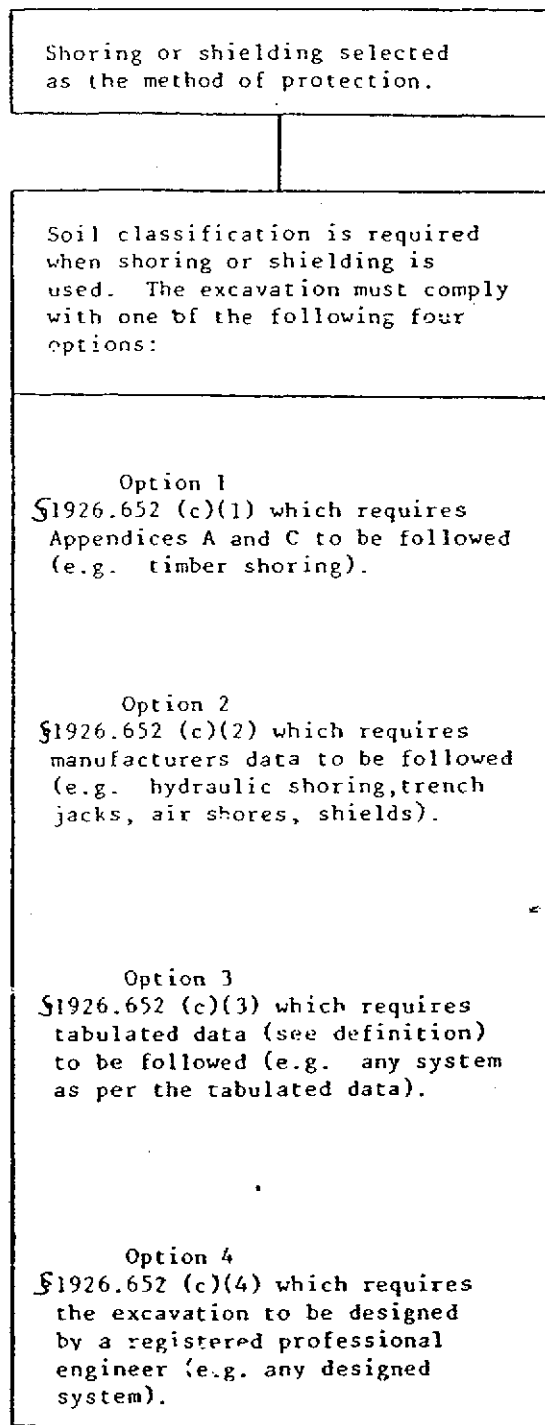 Shoring or shielding selected
as the method of protection.
Soil classification is required
when shoring or shielding is
used. The excavation must comply
with one of the following four
options:
Option 1
§1926.652 (c)(1) which requires
Appendices A and C to be followed
(e.g. timber shoring).
Option 2
§1926.652 (c)(2) which requires
manufacturers data to be followed
(e.g. hydraulic shoring,trench
jacks, air shores, shields).
Option 3
§1926.652 (c)(3) which requires
tabulated data (see definition)
to be followed (e.g. any system
as per the tabulated data).
Option 4
§1926.652 (c)(4) which requires
the excavation to be designed
by a registered professional
engineer (e.g. any designed
system).